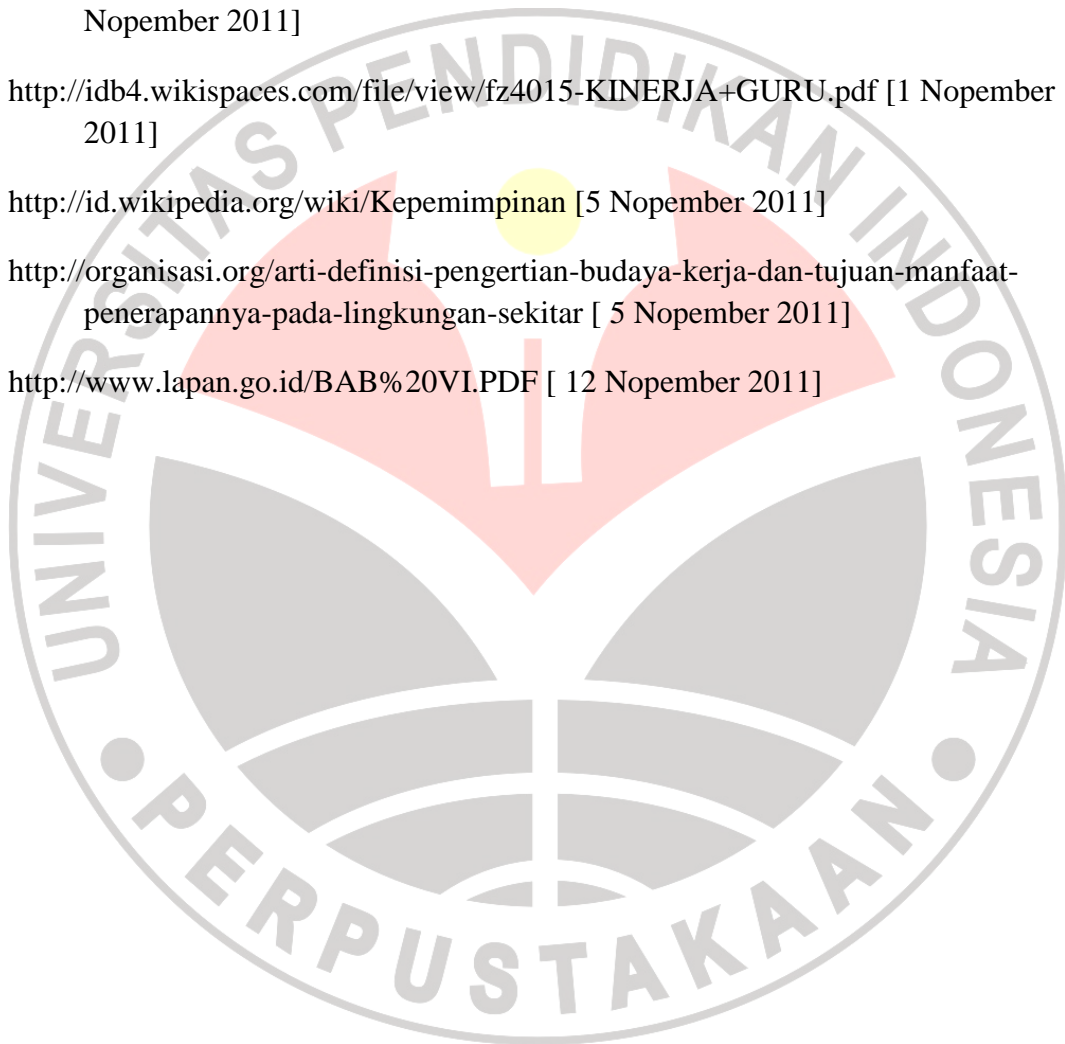 Nopember 2011]
http://idb4.wikispaces.com/file/view/fz4015-KINERJA+GURU.pdf [1 Nopember
2011]
http://id.wikipedia.org/wiki/Kepemimpinan [5 Nopember 2011]
http://organisasi.org/arti-definisi-pengertian-budaya-kerja-dan-tujuan-manfaat-
penerapannya-pada-lingkungan-sekitar [ 5 Nopember 2011]
http://www.lapan.go.id/BAB%20VI.PDF [ 12 Nopember 2011]
UNIVERSITAS PENDIDIKAN INDONESIA
PERPUSTAKAAN